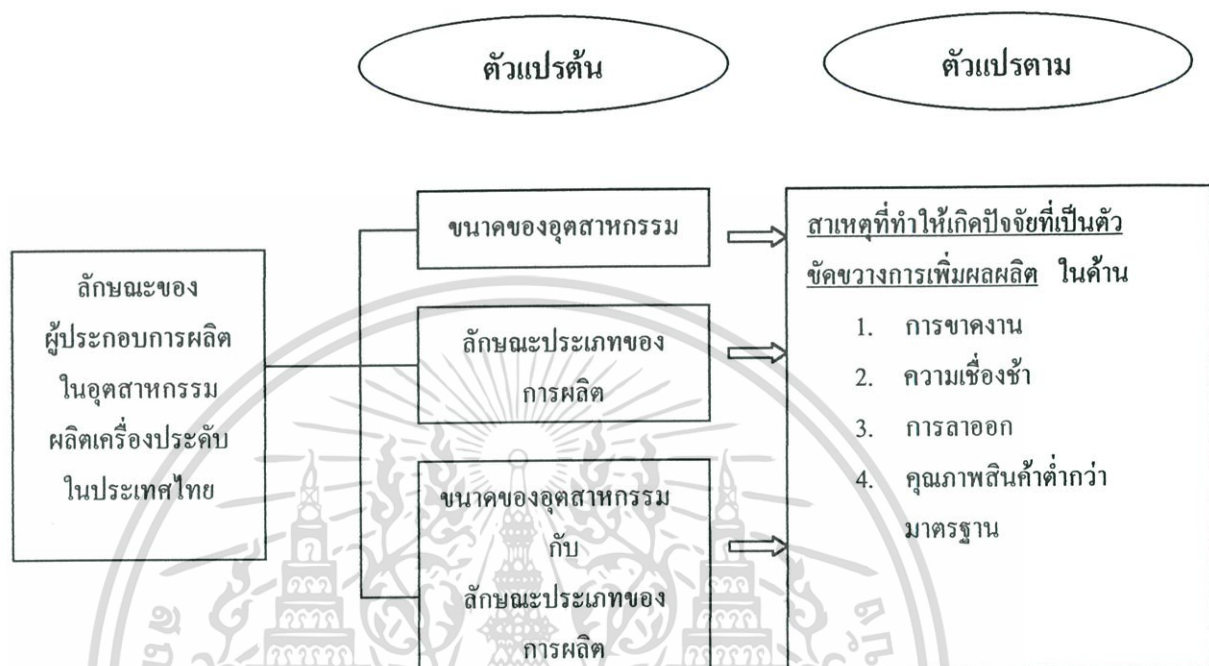 ตัวแปรต้น
ตัวแปรตาม
ลักษณะของ
ผู้ประกอบการผลิต
ในอุตสาหกรรม
ผลิตเครื่องประดับ
ในประเทศไทย
ขนาดของอุตสาหกรรม
ลักษณะประเภทของ
การผลิต
ขนาดของอุตสาหกรรม
กับ
ลักษณะประเภทของ
การผลิต
สาเหตุที่ทำให้เกิดปัจจัยที่เป็นตัว
ขัดขวางการเพิ่มผลผลิต ในด้าน
1. การขาดงาน
2. ความเชื่องช้า
3. การลาออก
4. คุณภาพสินค้าต่ำกว่า
มาตรฐาน